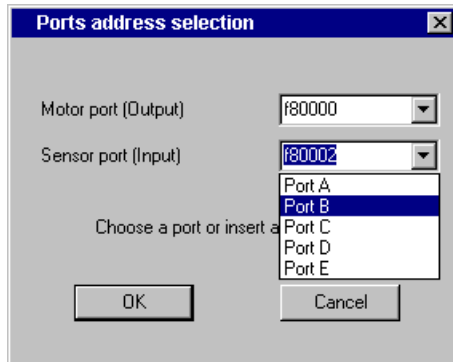 Ports address selection
Motor port (Output) f80000
Sensor port (Input) f80002
Port A
Port B
Choose a port or insert a Port C
Port D
Port E
OK Cancel